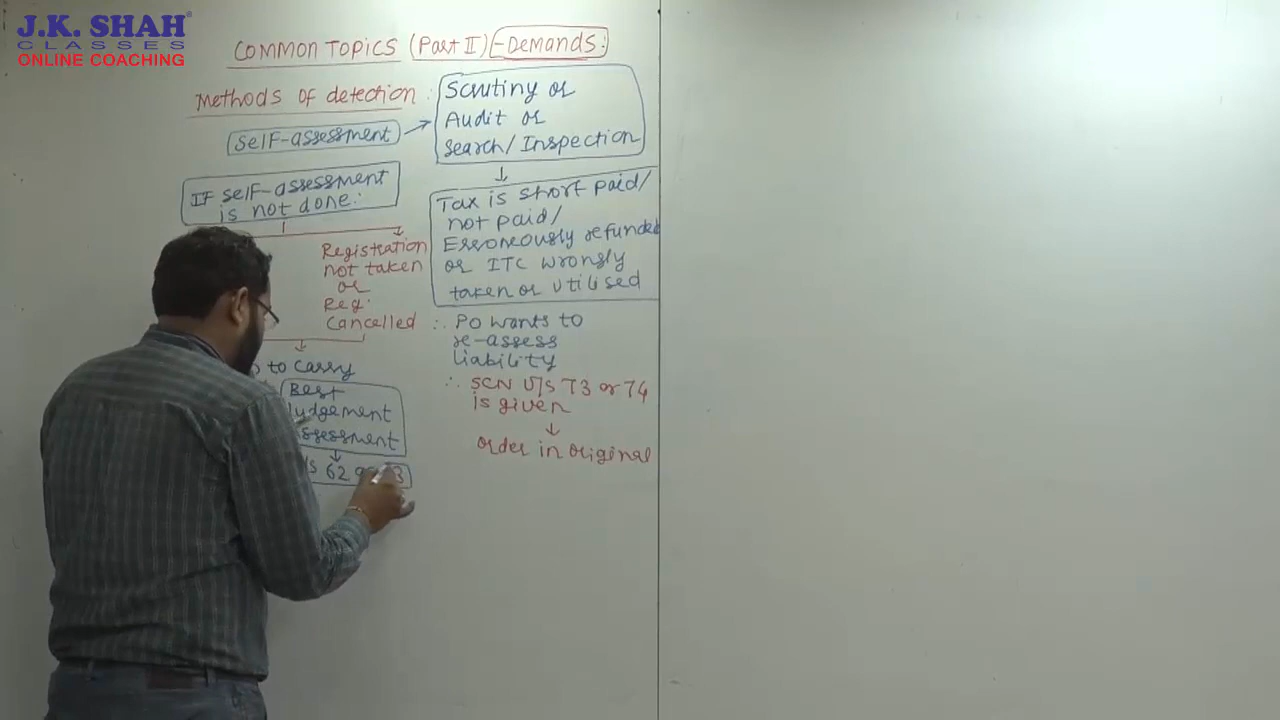 J.K. SHAH®
CLASSES
ONLINE COACHING
COMMON TOPICS (Part II) - Demands:
Methods of detection:
Self-assessment
Scrutiny or
Audit or
Search/Inspection
If self-assessment
is not done:
Registration
not taken
or
Reg.
Cancelled
to carry
Best
Judgement
Assessment
62
Tax is short paid/
not paid/
Erroneously refunded
or ITC wrongly
taken or utilised
∴ PO wants to
re-assess
liability
∴ SCN U/S 73 or 74
is given
Order in original